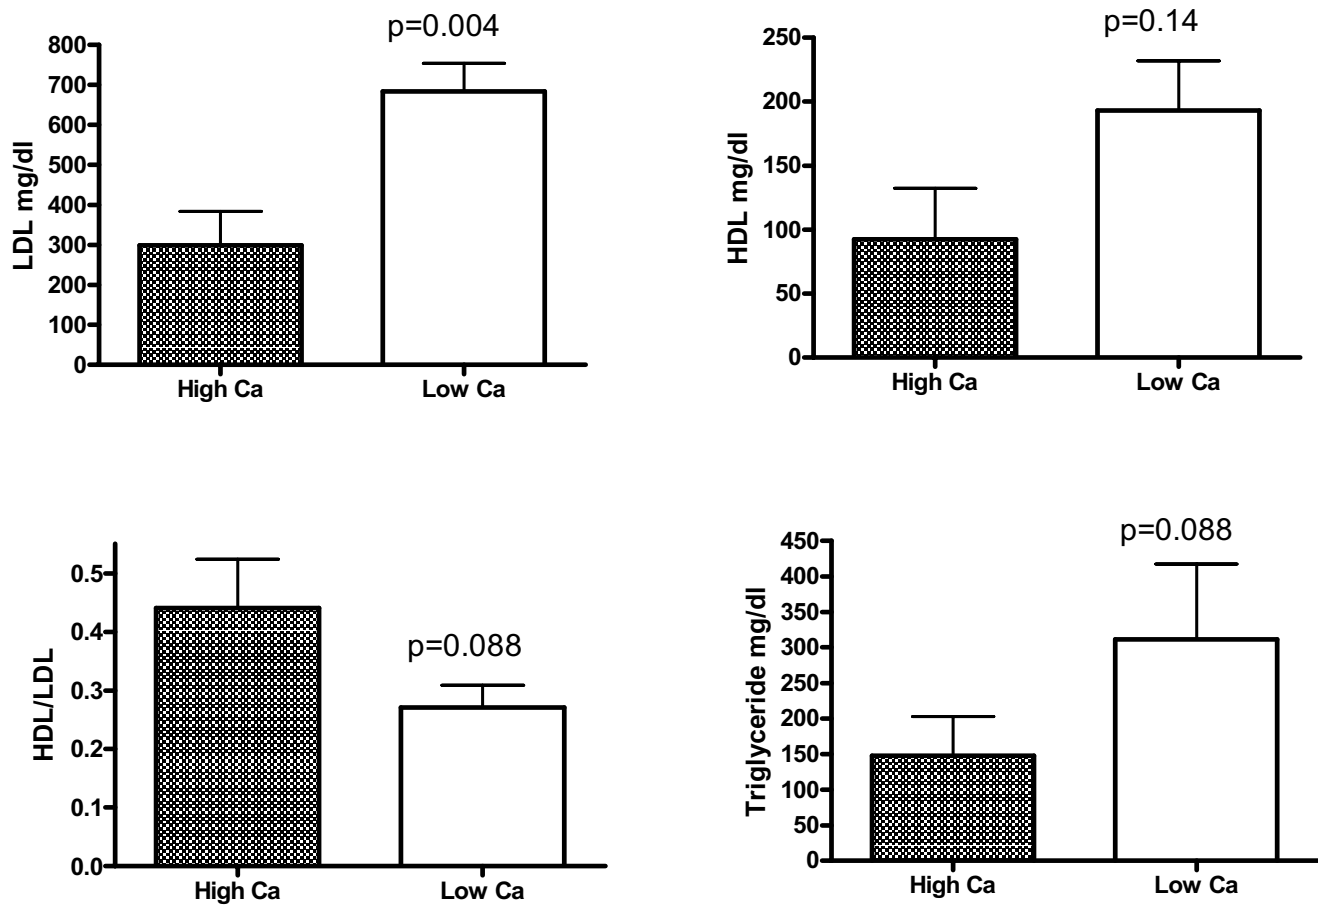 p=0.004
800
700
600
500
400
300
200
100
0
LDL mg/dl
High Ca
Low Ca
p=0.14
250
200
150
100
50
0
HDL mg/dl
High Ca
Low Ca
0.5
0.4
0.3
0.2
0.1
0.0
HDL/LDL
p=0.088
High Ca
Low Ca
p=0.088
450
400
350
300
250
200
150
100
50
0
Triglyceride mg/dl
High Ca
Low Ca